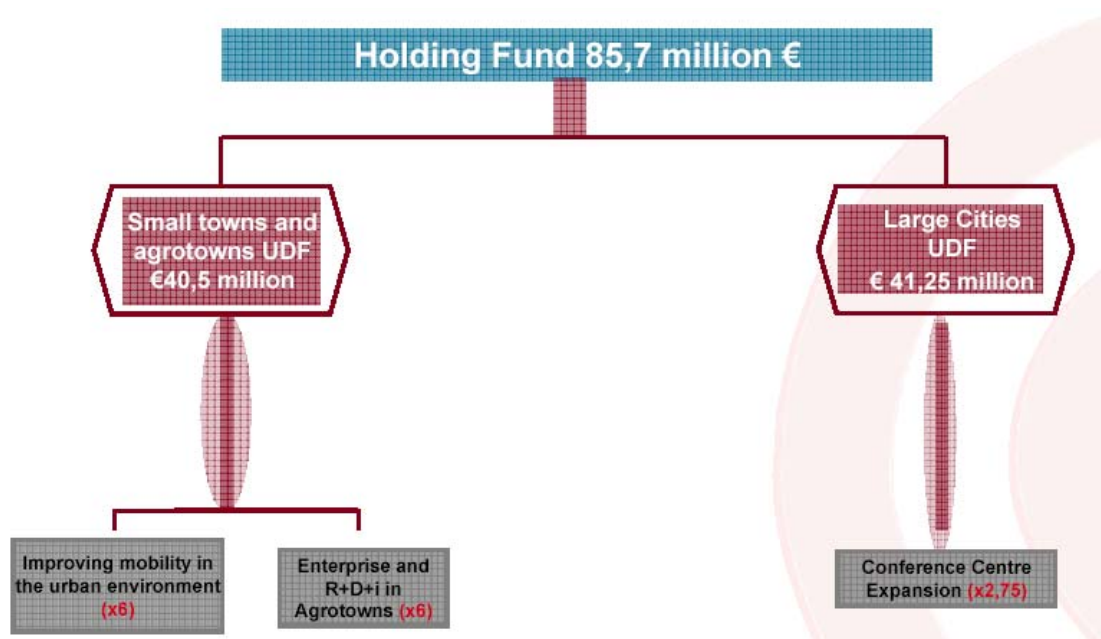 Holding Fund 85,7 million €
Small towns and
agrotowns UDF
€40,5 million
Large Cities
UDF
€ 41,25 million
Improving mobility in
the urban environment
(x6)
Enterprise and
R+D+i in
Agrotowns (x6)
Conference Centre
Expansion (x2,75)